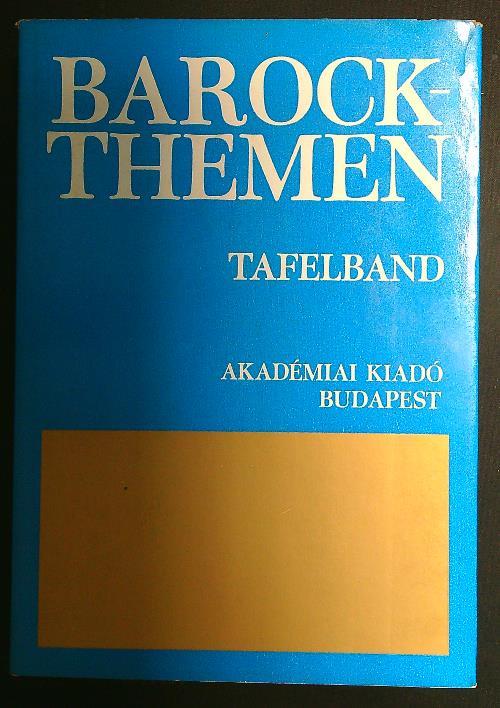 BAROCK-
THEMEN
TAFELBAND
AKADÉMIAI KIADÓ
BUDAPEST